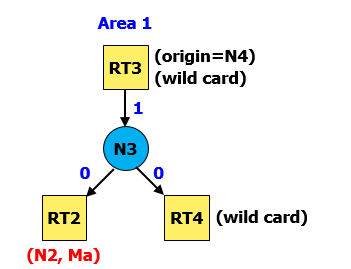 Area 1
RT3
(origin=N4)
(wild card)
1
N3
0
0
RT2
RT4
(wild card)
(N2, Ma)